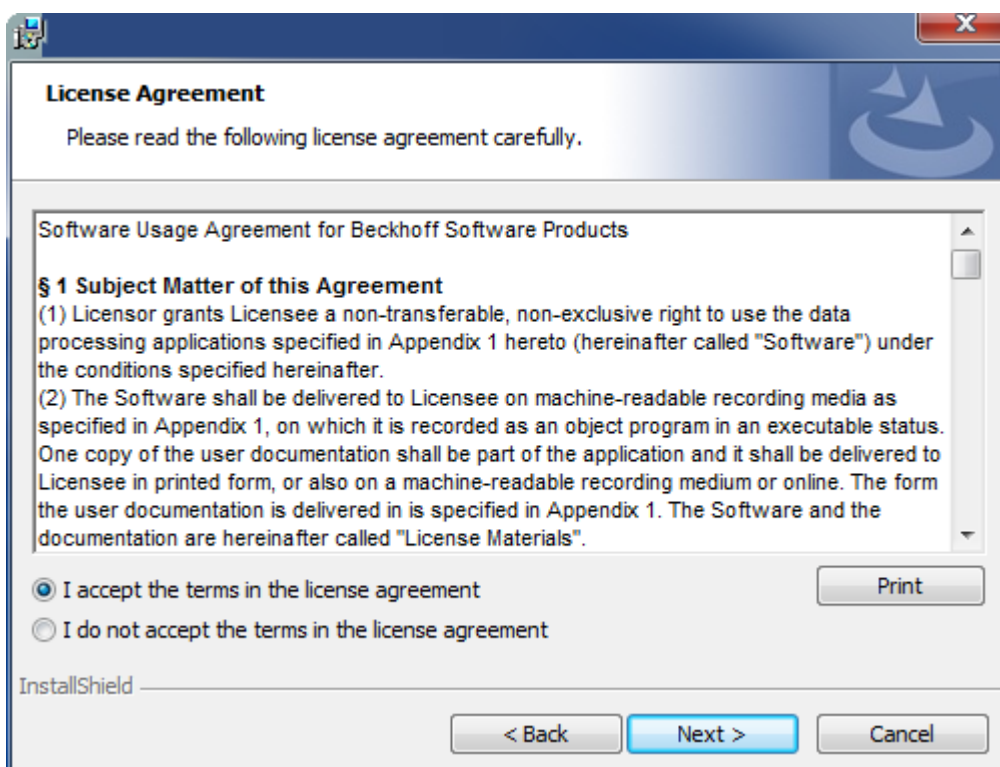 License Agreement
Please read the following license agreement carefully.
Software Usage Agreement for Beckhoff Software Products
§ 1 Subject Matter of this Agreement
(1) Licensor grants Licensee a non-transferable, non-exclusive right to use the data
processing applications specified in Appendix 1 hereto (hereinafter called "Software") under
the conditions specified hereinafter.
(2) The Software shall be delivered to Licensee on machine-readable recording media as
specified in Appendix 1, on which it is recorded as an object program in an executable status.
One copy of the user documentation shall be part of the application and it shall be delivered to
Licensee in printed form, or also on a machine-readable recording medium or online. The form
the user documentation is delivered in is specified in Appendix 1. The Software and the
documentation are hereinafter called "License Materials".
I accept the terms in the license agreement
Print
I do not accept the terms in the license agreement
InstallShield
< Back
Next >
Cancel